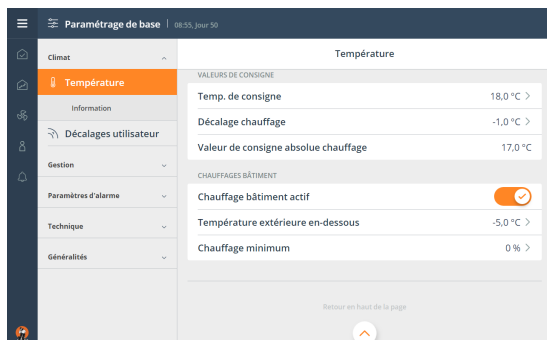 Paramétrage de base | 08:55, Jour 50
Climat
Température
Information
Décalages utilisateur
Gestion
Paramètres d'alarme
Technique
Généralités
Température
VALEURS DE CONSIGNE
Temp. de consigne 18,0 °C >
Décalage chauffage -1,0 °C >
Valeur de consigne absolue chauffage 17,0 °C
CHAUFFAGES BÂTIMENT
Chauffage bâtiment actif
Température extérieure en-dessous -5,0 °C >
Chauffage minimum 0 % >
Retour en haut de la page